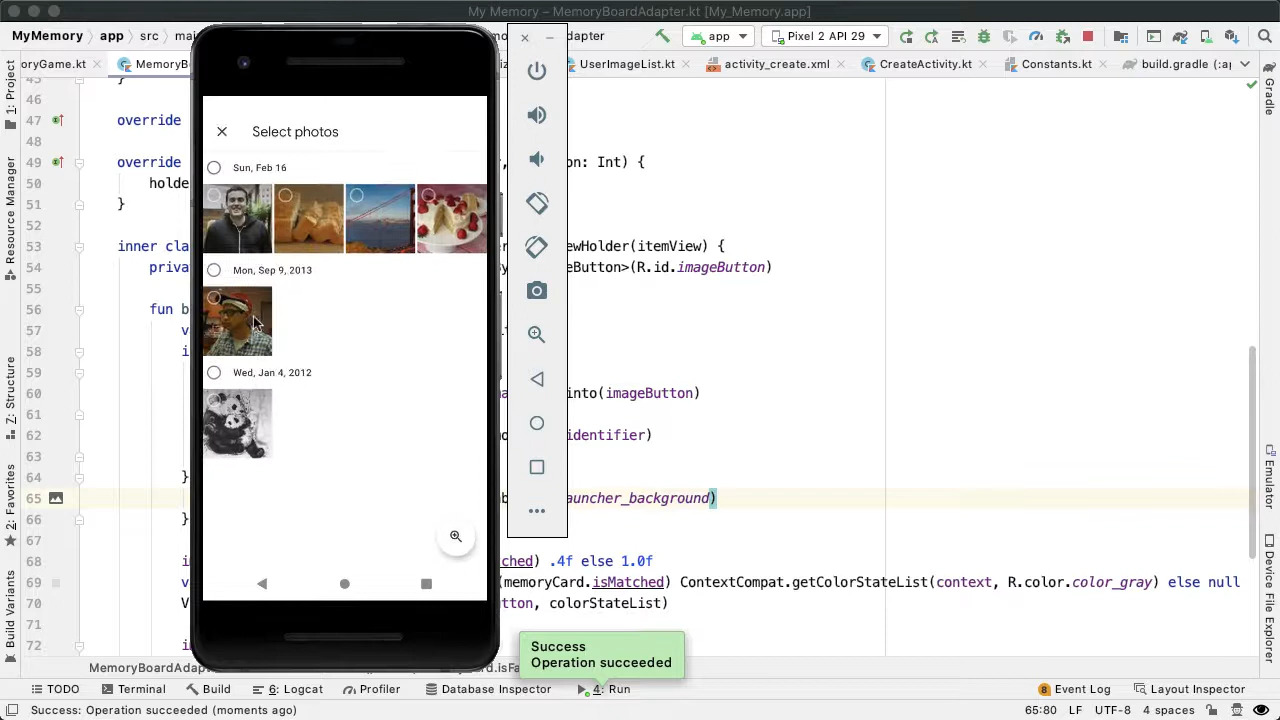 My Memory – MemoryBoardAdapter.kt [My_Memory.app]
MyMemory
app
src
app
Pixel 2 API 29
UserImageList.kt
activity_create.xml
CreateActivity.kt
Constants.kt
build.gradle (:app
Select photos
Sun, Feb 16
Mon, Sep 9, 2013
Wed, Jan 4, 2012
46
47 override
48
49 override on: Int) {
50 holde
51 }
52
53 inner cla ewHolder(itemView) {
54 priva eButton>(R.id.imageButton)
55
56 fun b
57 v
58 i
59
60 into(imageButton)
61
62 identifier)
63
64 }
65 auncher_background)
66 }
67
68 i ched) .4f else 1.0f
69 v (memoryCard.isMatched) ContextCompat.getColorStateList(context, R.color.color_gray) else null
70 V tton, colorStateList)
71
72 i
1: Project
Resource Manager
Z: Structure
2: Favorites
Build Variants
Gradle
Emulator
Device File Explorer
MemoryBoardAdap
Success
Operation succeeded
TODO
Terminal
Build
6: Logcat
Profiler
Database Inspector
4: Run
8 Event Log
Layout Inspector
Success: Operation succeeded (moments ago)
65:80 LF UTF-8 4 spaces